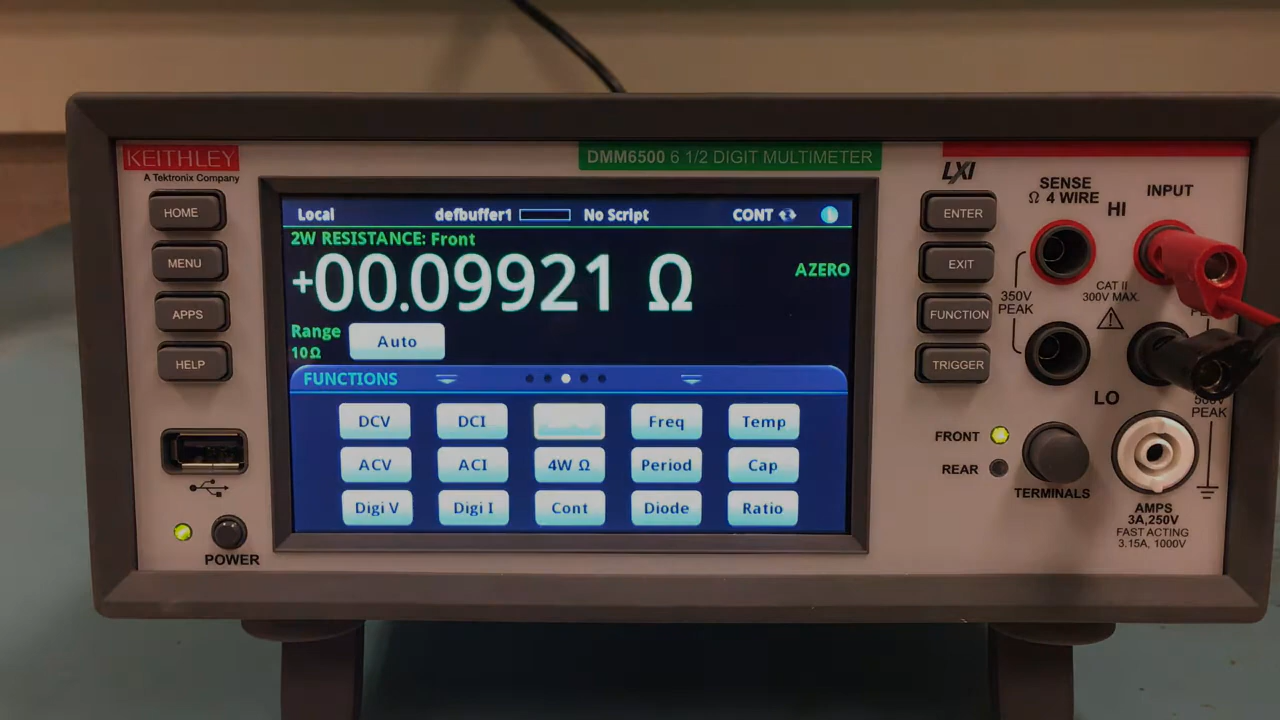 KEITHLEY
A Tektronix Company
DMM6500 6 1/2 DIGIT MULTIMETER
LXI
HOME
MENU
APPS
HELP
POWER
Local
defbuffer1
No Script
CONT
2W RESISTANCE: Front
+00.09921 Ω
AZERO
Range
10Ω
Auto
FUNCTIONS
DCV
DCI
Freq
Temp
ACV
ACI
4W Ω
Period
Cap
Digi V
Digi I
Cont
Diode
Ratio
ENTER
EXIT
FUNCTION
TRIGGER
SENSE
Ω 4 WIRE
INPUT
HI
350V
PEAK
CAT II
300V MAX.
LO
PEAK
FRONT
REAR
TERMINALS
AMPS
3A,250V
FAST ACTING
3.15A, 1000V